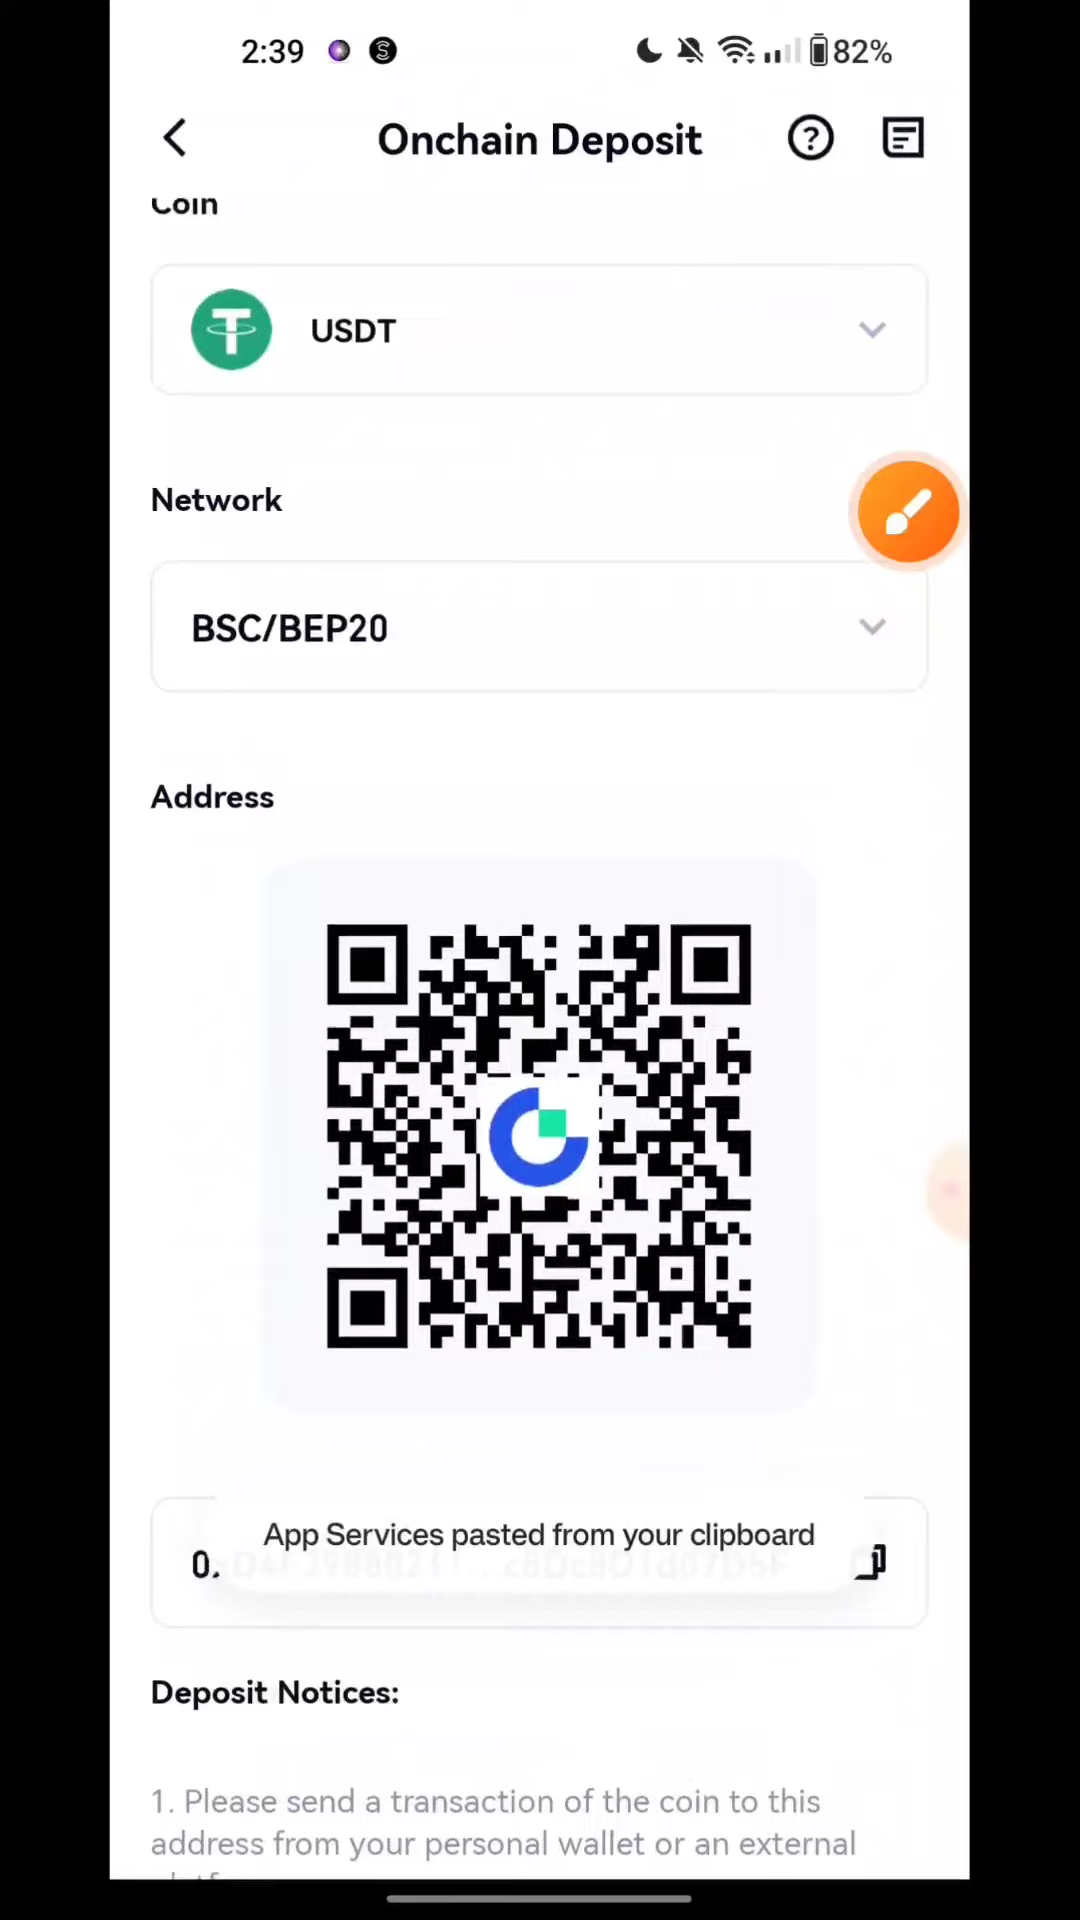 2:39
82%
Onchain Deposit
Coin
USDT
Network
BSC/BEP20
Address
App Services pasted from your clipboard
Deposit Notices:
1. Please send a transaction of the coin to this
address from your personal wallet or an external